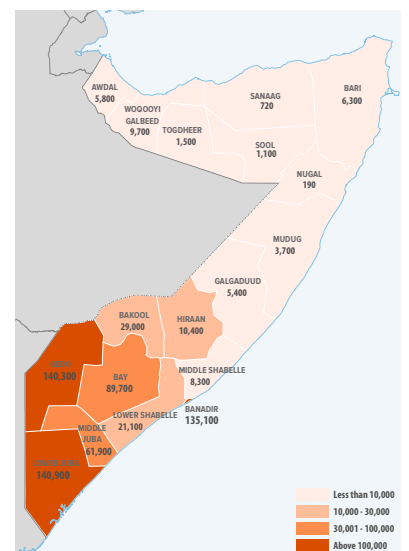 AWDAL
5,800
WOQOOYI
GALBEED
9,700
TOGDHEER
1,500
SANAAG
720
SOOL
1,100
BARI
6,300
NUGAL
190
MUDUG
3,700
GALGADUUD
5,400
HIRAAN
10,400
BAKOOL
29,000
GEDO
140,300
BAY
89,700
MIDDLE SHABELLE
8,300
BANADIR
135,100
LOWER SHABELLE
21,100
MIDDLE
JUBA
61,900
LOWER JUBA
140,900
Less than 10,000
10,000 - 30,000
30,001 - 100,000
Above 100,000